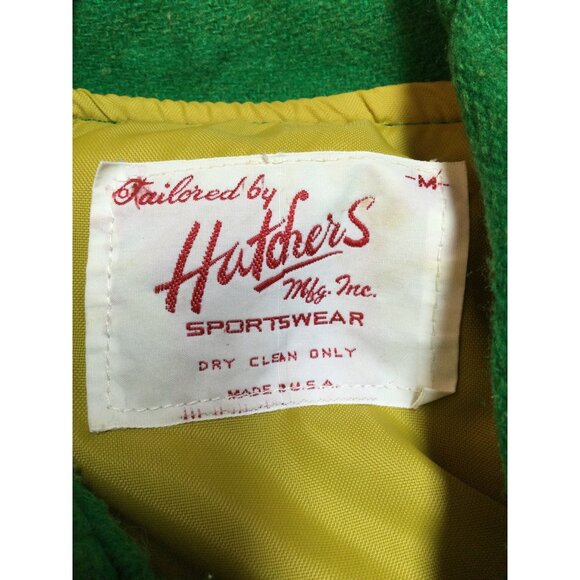 Tailored by
-M-
Hatchers
Mfg. Inc.
SPORTSWEAR
DRY CLEAN ONLY
MADE IN U.S.A.